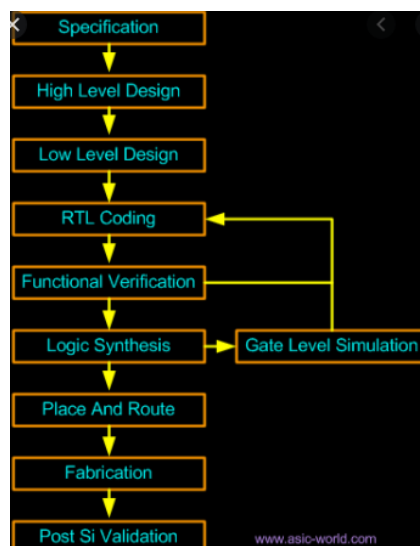 Specification
High Level Design
Low Level Design
RTL Coding
Functional Verification
Logic Synthesis
Gate Level Simulation
Place And Route
Fabrication
Post Si Validation
www.asic-world.com